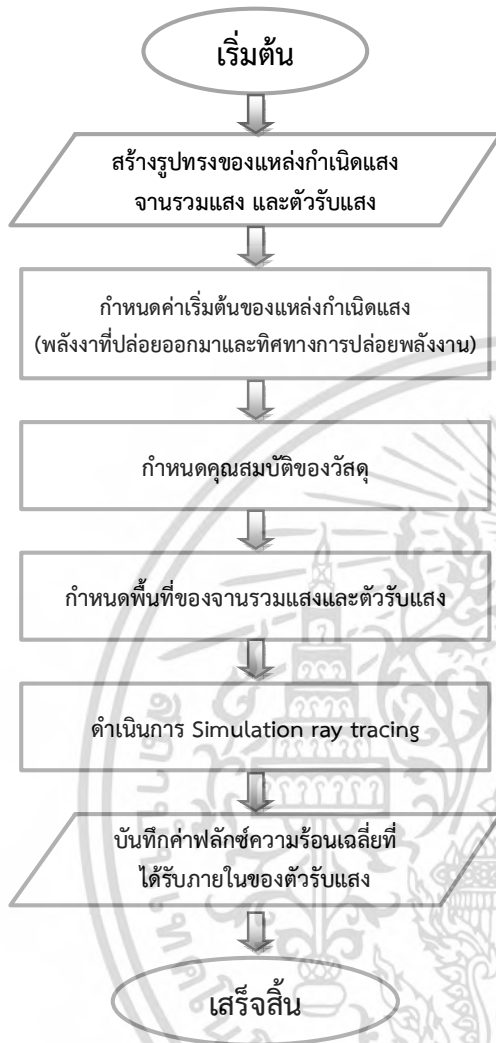 เริ่มต้น
สร้างรูปทรงของแหล่งกำเนิดแสง
จานรวมแสง และตัวรับแสง
กำหนดค่าเริ่มต้นของแหล่งกำเนิดแสง
(พลังงาที่ปล่อยออกมาและทิศทางการปล่อยพลังงาน)
กำหนดคุณสมบัติของวัสดุ
กำหนดพื้นที่ของจานรวมแสงและตัวรับแสง
ดำเนินการ Simulation ray tracing
บันทึกค่าฟลักซ์ความร้อนเฉลี่ยที่
ได้รับภายในของตัวรับแสง
เสร็จสิ้น